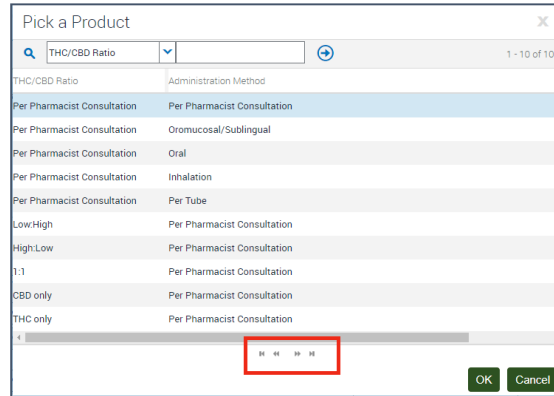 Pick a Product X
THC/CBD Ratio 1 - 10 of 10
THC/CBD Ratio Administration Method
Per Pharmacist Consultation Per Pharmacist Consultation
Per Pharmacist Consultation Oromucosal/Sublingual
Per Pharmacist Consultation Oral
Per Pharmacist Consultation Inhalation
Per Pharmacist Consultation Per Tube
Low:High Per Pharmacist Consultation
High:Low Per Pharmacist Consultation
1:1 Per Pharmacist Consultation
CBD only Per Pharmacist Consultation
THC only Per Pharmacist Consultation
OK Cancel